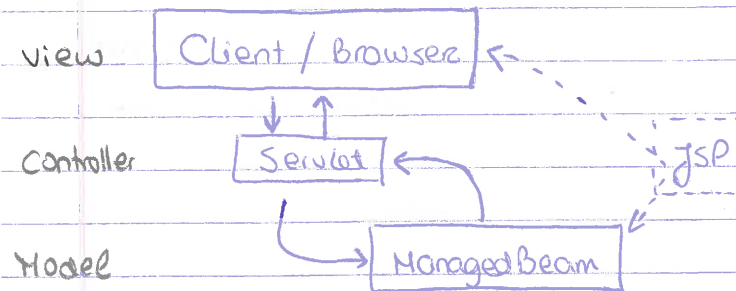 view
Client / Browser
Controller
Servlet
JSP
Model
ManagedBeam